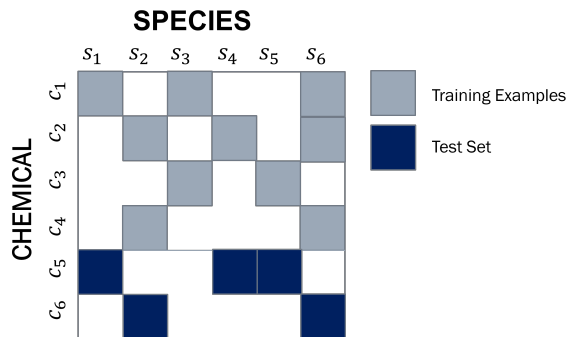 SPECIES
s₁ s₂ s₃ s₄ s₅ s₆
CHEMICAL
c₁
c₂
c₃
c₄
c₅
c₆
Training Examples
Test Set